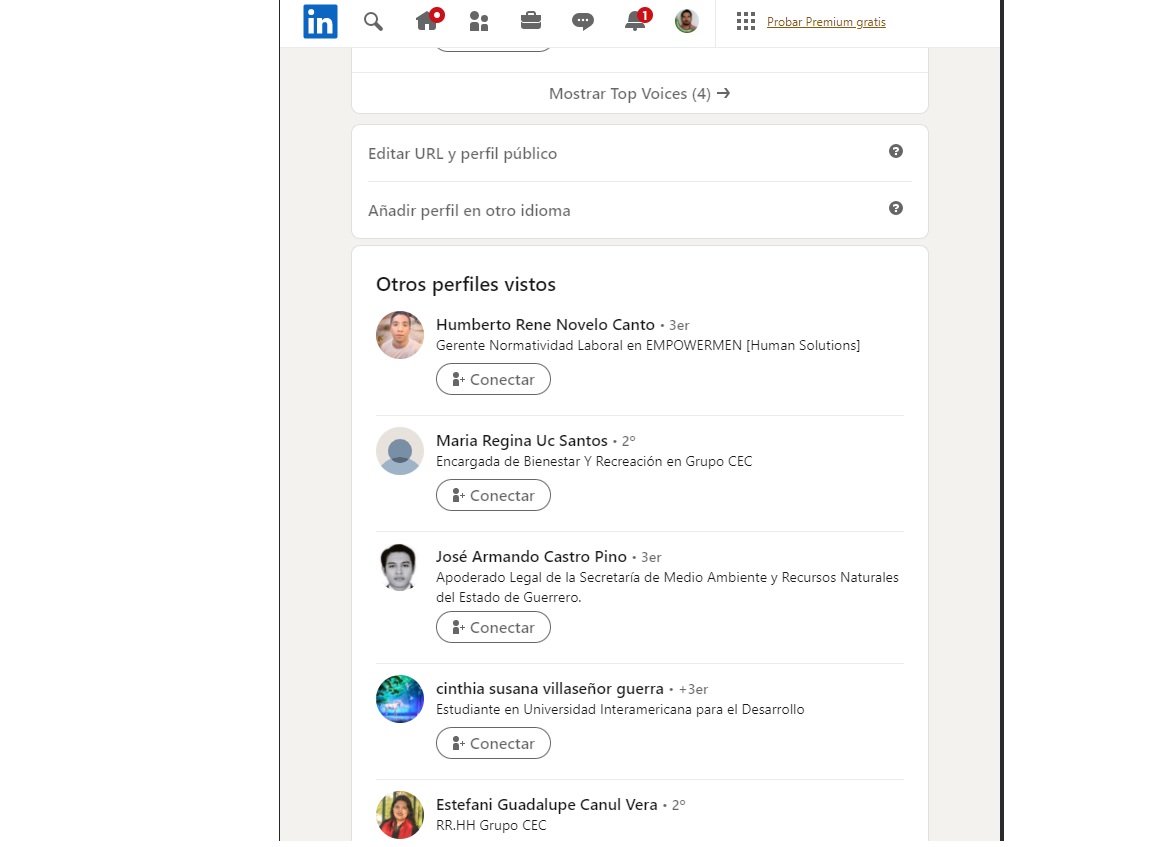 in
1
Probar Premium gratis
Mostrar Top Voices (4) →
Editar URL y perfil público
Añadir perfil en otro idioma
Otros perfiles vistos
Humberto Rene Novelo Canto • 3er
Gerente Normatividad Laboral en EMPOWERMEN [Human Solutions]
Conectar
Maria Regina Uc Santos • 2º
Encargada de Bienestar Y Recreación en Grupo CEC
Conectar
José Armando Castro Pino • 3er
Apoderado Legal de la Secretaría de Medio Ambiente y Recursos Naturales
del Estado de Guerrero.
Conectar
cinthia susana villaseñor guerra • +3er
Estudiante en Universidad Interamericana para el Desarrollo
Conectar
Estefani Guadalupe Canul Vera • 2º
RR.HH Grupo CEC